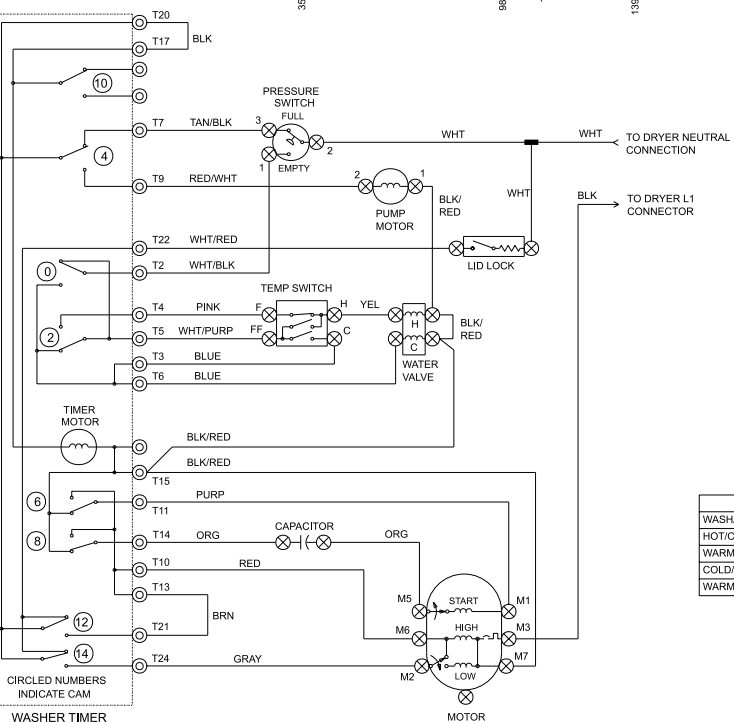 35
98
139
T20
BLK
T17
10
T7
TAN/BLK
PRESSURE
SWITCH
FULL
3
2
1
EMPTY
WHT
WHT
TO DRYER NEUTRAL
CONNECTION
4
T9
RED/WHT
2
1
PUMP
MOTOR
BLK/
RED
WHT
BLK
TO DRYER L1
CONNECTOR
T22
WHT/RED
LID LOCK
0
T2
WHT/BLK
TEMP SWITCH
T4
PINK
F
H
YEL
2
T5
WHT/PURP
FF
C
H
C
BLK/
RED
T3
BLUE
T6
BLUE
WATER
VALVE
TIMER
MOTOR
BLK/RED
BLK/RED
T15
6
PURP
T11
8
T14
ORG
CAPACITOR
ORG
T10
RED
T13
BRN
M5
START
M1
12
T21
M6
HIGH
M3
14
T24
GRAY
M2
LOW
M7
CIRCLED NUMBERS
INDICATE CAM
WASHER TIMER
MOTOR
WASH/
HOT/C
WARM
COLD/
WARM